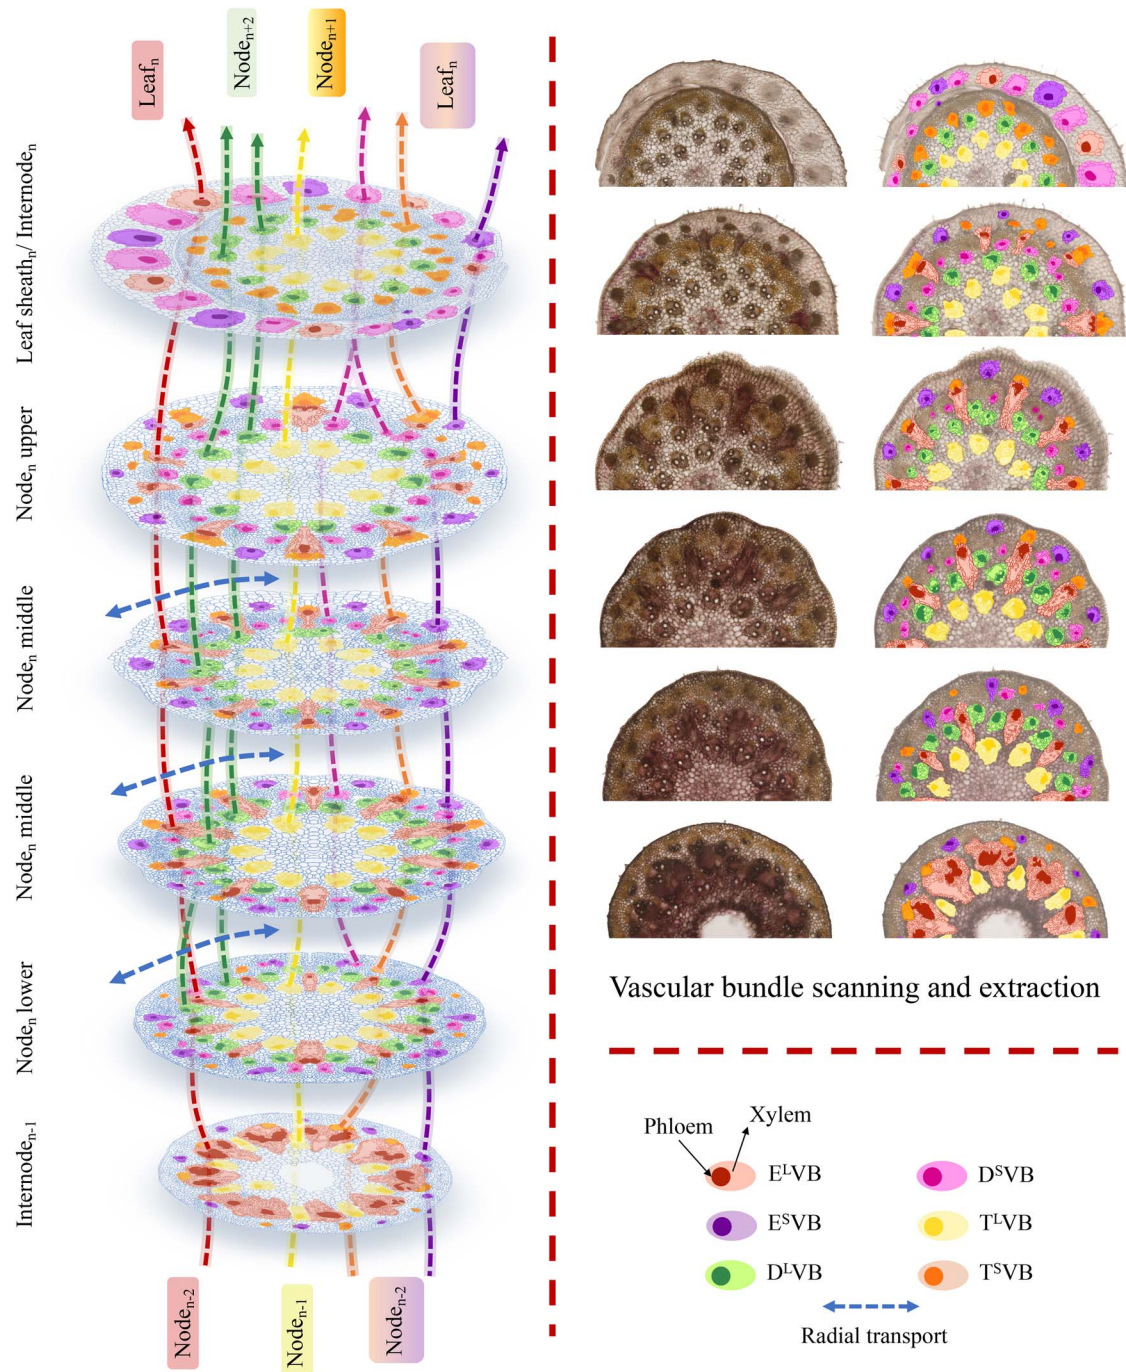 Leafₙ
Nodeₙ₊₂
Nodeₙ₊₁
Leafₙ
Leaf sheathₙ/ Internodeₙ
Nodeₙ upper
Nodeₙ middle
Nodeₙ middle
Nodeₙ lower
Internodeₙ₋₁
Nodeₙ₋₂
Nodeₙ₋₁
Nodeₙ₋₂
Vascular bundle scanning and extraction
Phloem
Xylem
EᴸVB
DˢVB
EˢVB
TᴸVB
DᴸVB
TˢVB
Radial transport